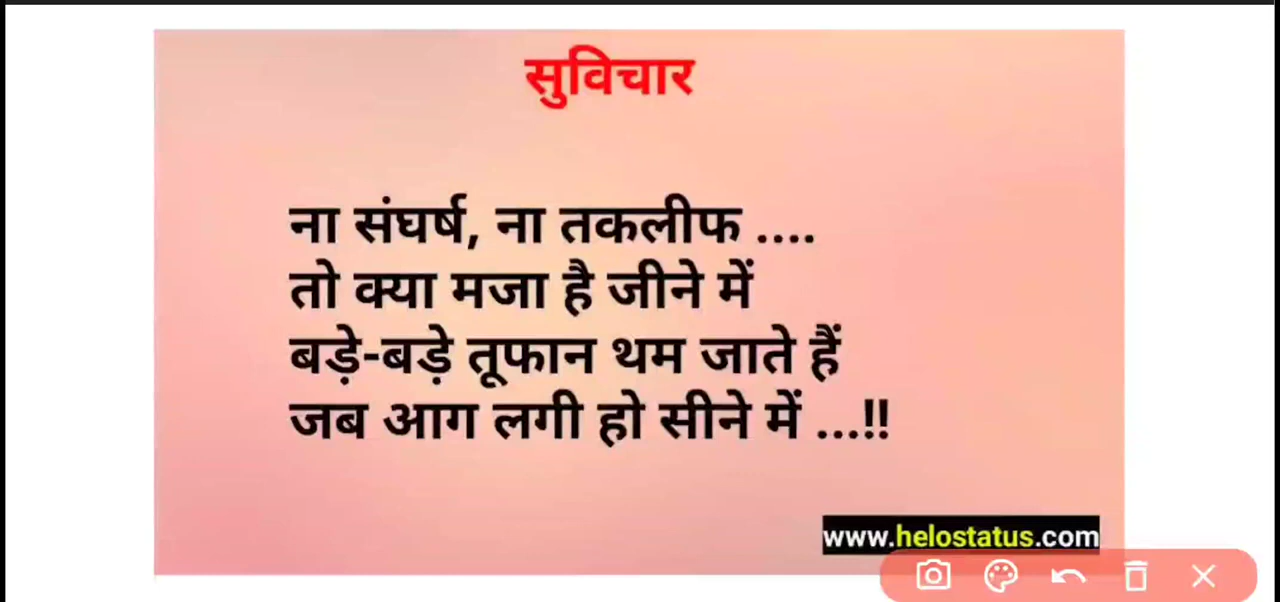 सुविचार
ना संघर्ष, ना तकलीफ ....
तो क्या मजा है जीने में
बड़े-बड़े तूफान थम जाते हैं
जब आग लगी हो सीने में ...!!
www.helostatus.com